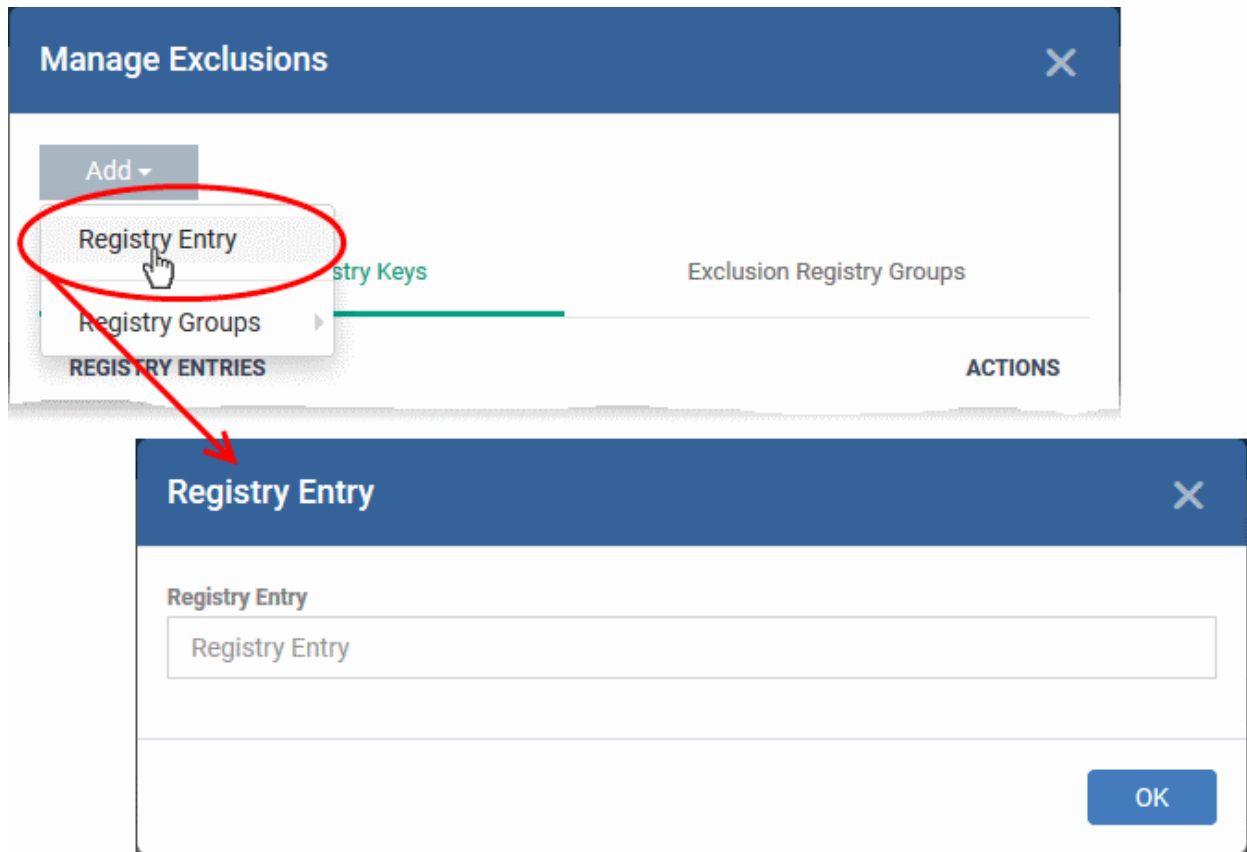 Manage Exclusions
Add
Registry Entry
stry Keys
Exclusion Registry Groups
Registry Groups
REGISTRY ENTRIES
ACTIONS
Registry Entry
Registry Entry
Registry Entry
OK